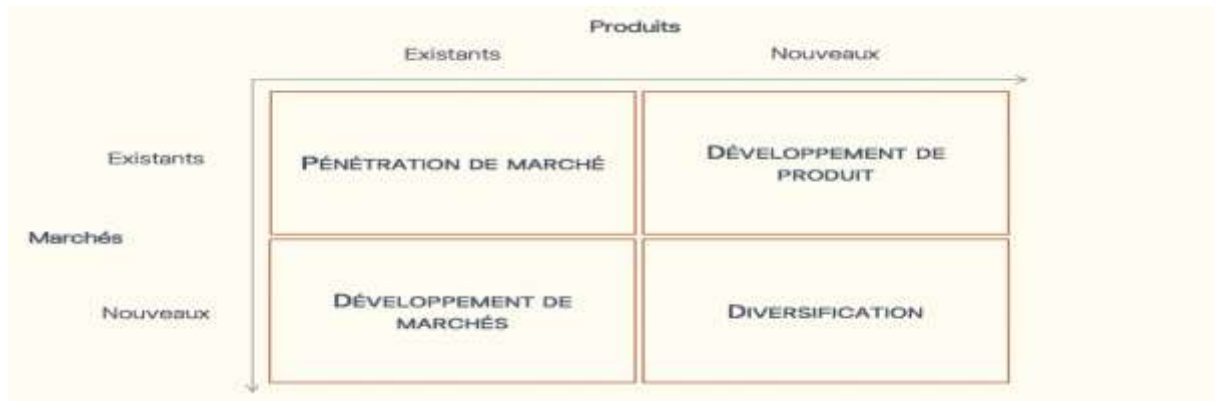 Produits
Existants
Nouveaux
Existants
PÉNÉTRATION DE MARCHÉ
DÉVELOPPEMENT DE
PRODUIT
Marchés
Nouveaux
DÉVELOPPEMENT DE
MARCHÉS
DIVERSIFICATION